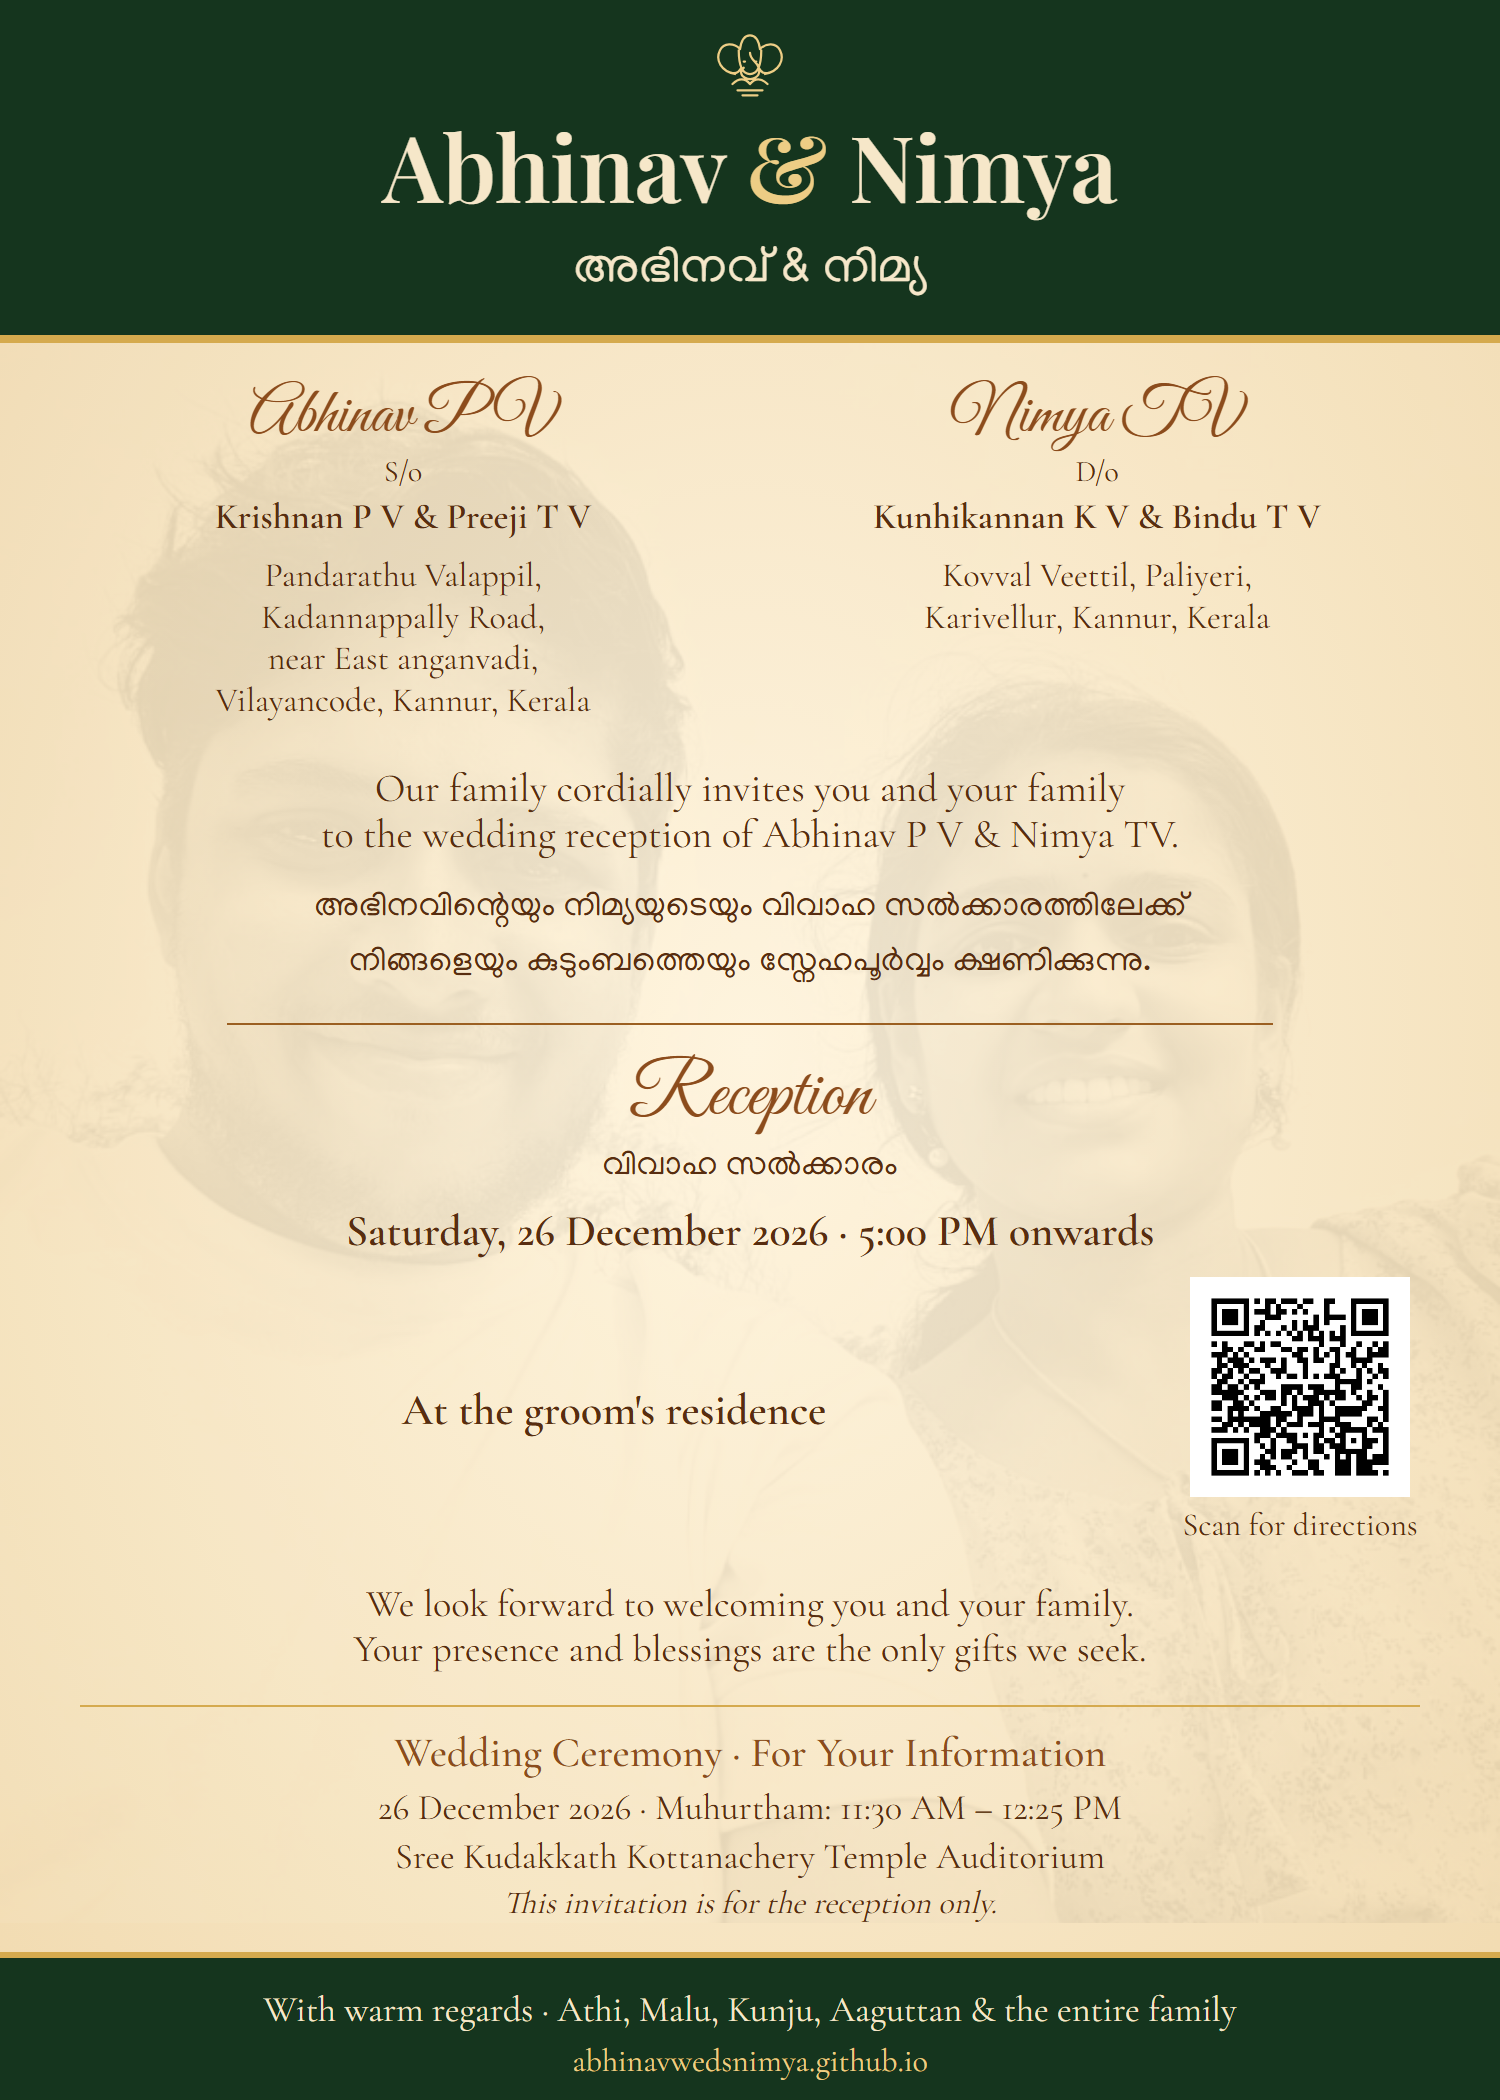 Abhinav & Nimya
അഭിനവ് & നിമ്യ
Abhinav P V
S/o
Krishnan P V & Preeji T V
Pandarathu Valappil,
Kadannappally Road,
near East anganvadi,
Vilayancode, Kannur, Kerala
Nimya T V
D/o
Kunhikannan K V & Bindu T V
Kovval Veettil, Paliyeri,
Karivellur, Kannur, Kerala
Our family cordially invites you and your family
to the wedding reception of Abhinav P V & Nimya TV.
അഭിനവിന്റെയും നിമ്യയുടെയും വിവാഹ സൽക്കാരത്തിലേക്ക്
നിങ്ങളെയും കുടുംബത്തെയും സ്നേഹപൂർവ്വം ക്ഷണിക്കുന്നു.
Reception
വിവാഹ സൽക്കാരം
Saturday, 26 December 2026 · 5:00 PM onwards
At the groom's residence
Scan for directions
We look forward to welcoming you and your family.
Your presence and blessings are the only gifts we seek.
Wedding Ceremony · For Your Information
26 December 2026 · Muhurtham: 11:30 AM – 12:25 PM
Sree Kudakkath Kottanachery Temple Auditorium
This invitation is for the reception only.
With warm regards · Athi, Malu, Kunju, Aaguttan & the entire family
abhinavwedsnimya.github.io